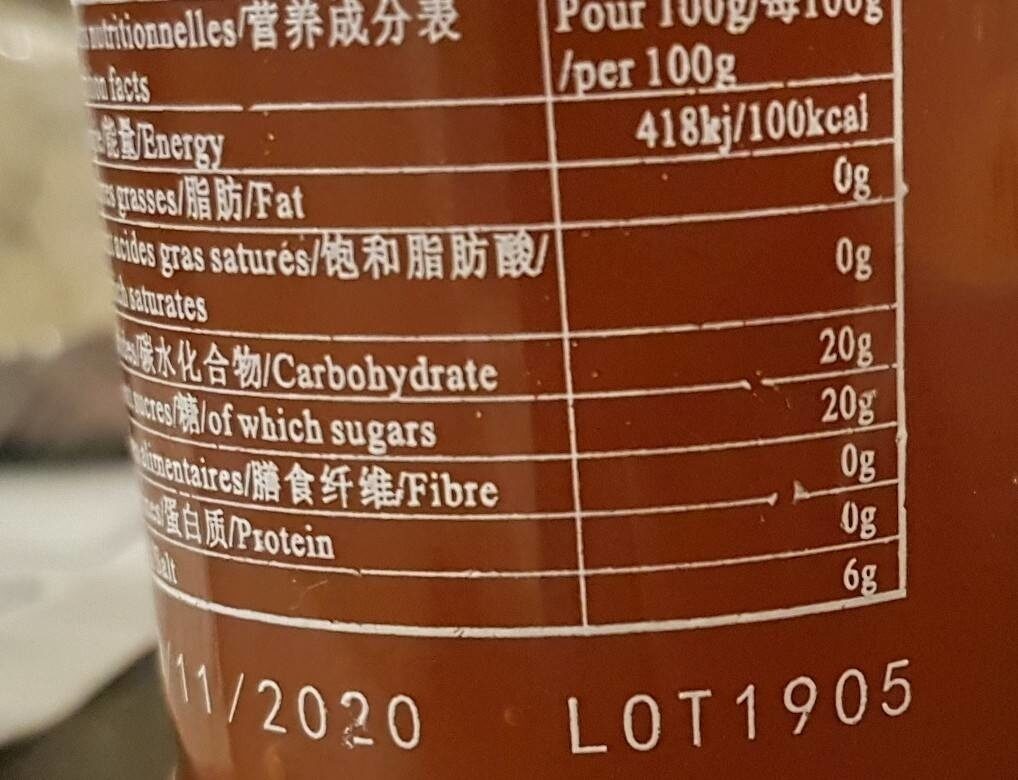 nutritionnelles/营养成分表 Pour 100g/每100g
facts /per 100g
能量/Energy 418kj/100kcal
grasses/脂肪/Fat 0g
acides gras saturés/饱和脂肪酸/ 0g
saturates
碳水化合物/Carbohydrate 20g
sucres/糖/of which sugars 20g
alimentaires/膳食纤维/Fibre 0g
蛋白质/Protein 0g
Salt 6g
/11/2020 LOT1905